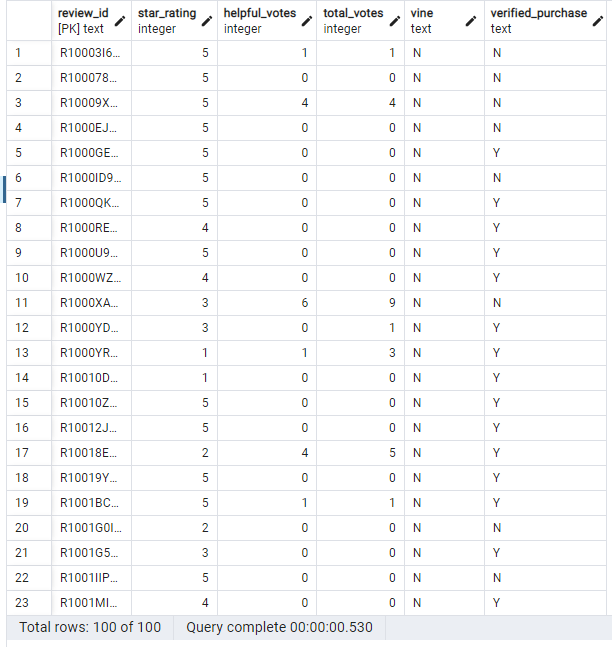 review_id star_rating helpful_votes total_votes vine verified_purchase
[PK] text integer integer integer text text
1 R10003I6... 5 1 1 N N
2 R100078... 5 0 0 N N
3 R10009X... 5 4 4 N N
4 R1000EJ... 5 0 0 N N
5 R1000GE... 5 0 0 N Y
6 R1000ID9... 5 0 0 N N
7 R1000QK... 5 0 0 N Y
8 R1000RE... 4 0 0 N Y
9 R1000U9... 5 0 0 N Y
10 R1000WZ... 4 0 0 N Y
11 R1000XA... 3 6 9 N N
12 R1000YD... 3 0 1 N Y
13 R1000YR... 1 1 3 N Y
14 R10010D... 1 0 0 N Y
15 R10010Z... 5 0 0 N Y
16 R10012J... 5 0 0 N Y
17 R10018E... 2 4 5 N Y
18 R10019Y... 5 0 0 N Y
19 R1001BC... 5 1 1 N Y
20 R1001G0I... 2 0 0 N N
21 R1001G5... 3 0 0 N Y
22 R1001IIP... 5 0 0 N N
23 R1001MI... 4 0 0 N Y
Total rows: 100 of 100 Query complete 00:00:00.530